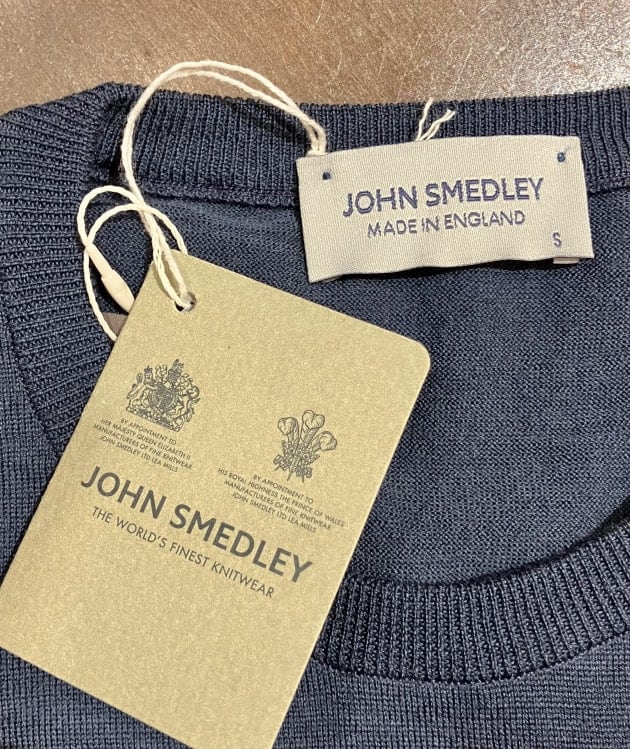 JOHN SMEDLEY
MADE IN ENGLAND
S
BY APPOINTMENT TO
HER MAJESTY QUEEN ELIZABETH II
MANUFACTURERS OF FINE KNITWEAR
JOHN SMEDLEY LTD LEA MILLS
BY APPOINTMENT TO
HIS ROYAL HIGHNESS THE PRINCE OF WALES
MANUFACTURERS OF FINE KNITWEAR
JOHN SMEDLEY LTD LEA MILLS
JOHN SMEDLEY
THE WORLD'S FINEST KNITWEAR